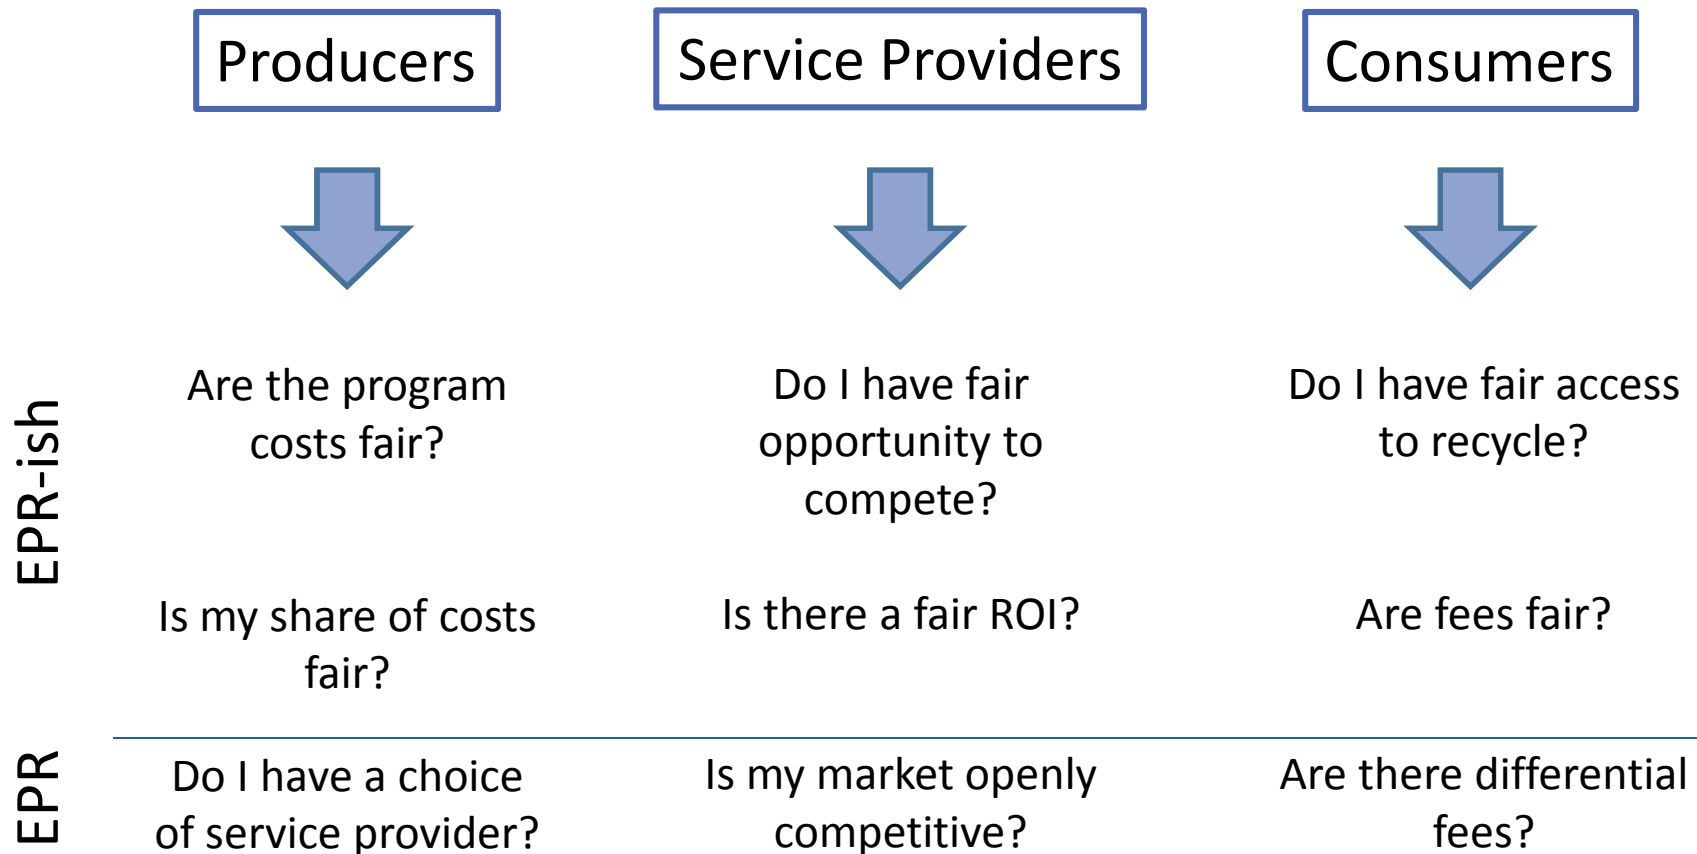 Producers
Service Providers
Consumers
EPR-ish
Are the program
costs fair?
Do I have fair
opportunity to
compete?
Do I have fair access
to recycle?
Is my share of costs
fair?
Is there a fair ROI?
Are fees fair?
EPR
Do I have a choice
of service provider?
Is my market openly
competitive?
Are there differential
fees?